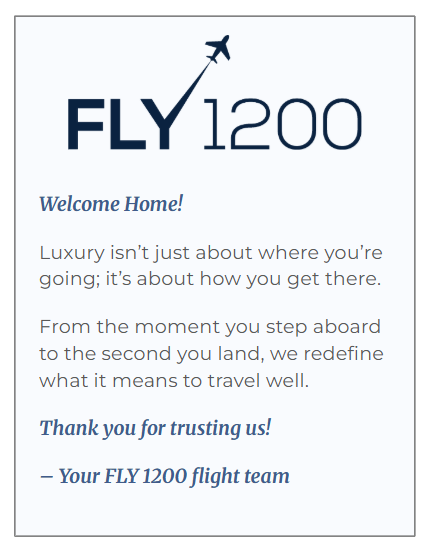 FLY 1200
Welcome Home!
Luxury isn’t just about where you’re
going; it’s about how you get there.
From the moment you step aboard
to the second you land, we redefine
what it means to travel well.
Thank you for trusting us!
– Your FLY 1200 flight team